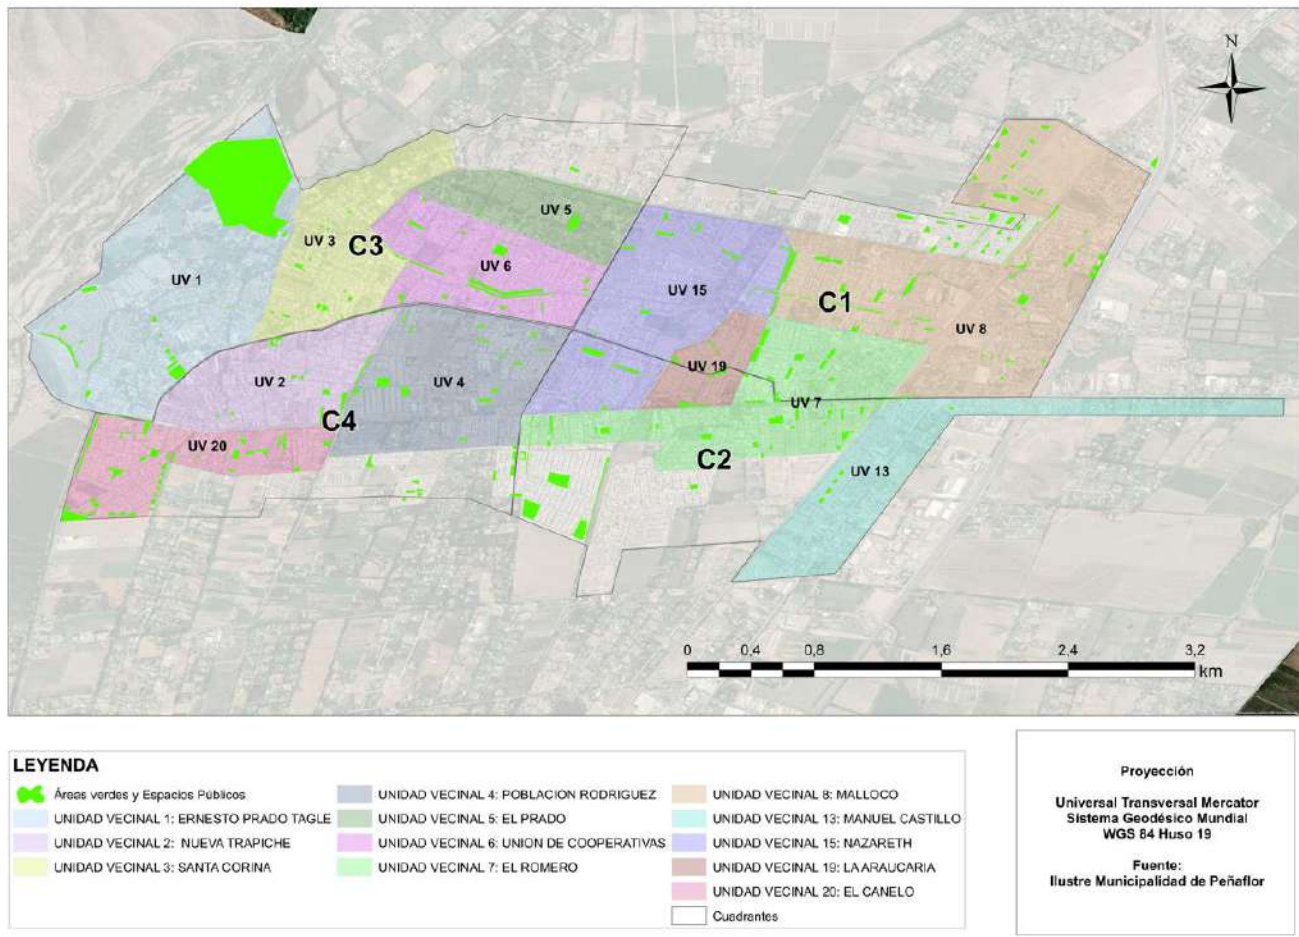 N
UV 5
UV 3
C3
UV 6
UV 1
UV 15
C1
UV 8
UV 19
UV 2
UV 4
UV 7
C4
UV 20
C2
UV 13
0 0,4 0,8 1,6 2,4 3,2
km
LEYENDA
Áreas verdes y Espacios Públicos
UNIDAD VECINAL 1: ERNESTO PRADO TAGLE
UNIDAD VECINAL 2: NUEVA TRAPICHE
UNIDAD VECINAL 3: SANTA CORINA
UNIDAD VECINAL 4: POBLACION RODRIGUEZ
UNIDAD VECINAL 5: EL PRADO
UNIDAD VECINAL 6: UNION DE COOPERATIVAS
UNIDAD VECINAL 7: EL ROMERO
UNIDAD VECINAL 8: MALLOCO
UNIDAD VECINAL 13: MANUEL CASTILLO
UNIDAD VECINAL 15: NAZARETH
UNIDAD VECINAL 19: LA ARAUCARIA
UNIDAD VECINAL 20: EL CANELO
Cuadrantes
Proyección
Universal Transversal Mercator
Sistema Geodésico Mundial
WGS 84 Huso 19
Fuente:
Ilustre Municipalidad de Peñaflor